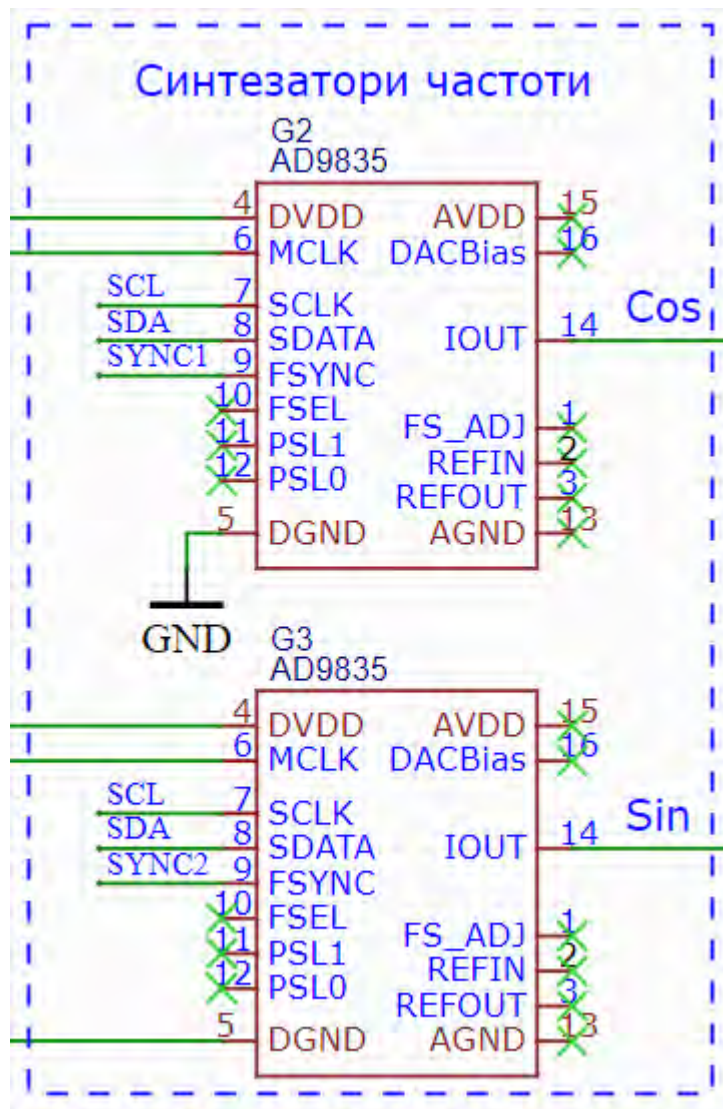 Синтезатори частоти
G2
AD9835
4 DVDD AVDD 15
6 MCLK DACBias 16
SCL 7 SCLK
SDA 8 SDATA IOUT 14 Cos
SYNC1 9 FSYNC
10 FSEL
11 PSL1 FS_ADJ 1
12 PSL0 REFIN 2
REFOUT 3
5 DGND AGND 13
GND
G3
AD9835
4 DVDD AVDD 15
6 MCLK DACBias 16
SCL 7 SCLK
SDA 8 SDATA IOUT 14 Sin
SYNC2 9 FSYNC
10 FSEL
11 PSL1 FS_ADJ 1
12 PSL0 REFIN 2
REFOUT 3
5 DGND AGND 13